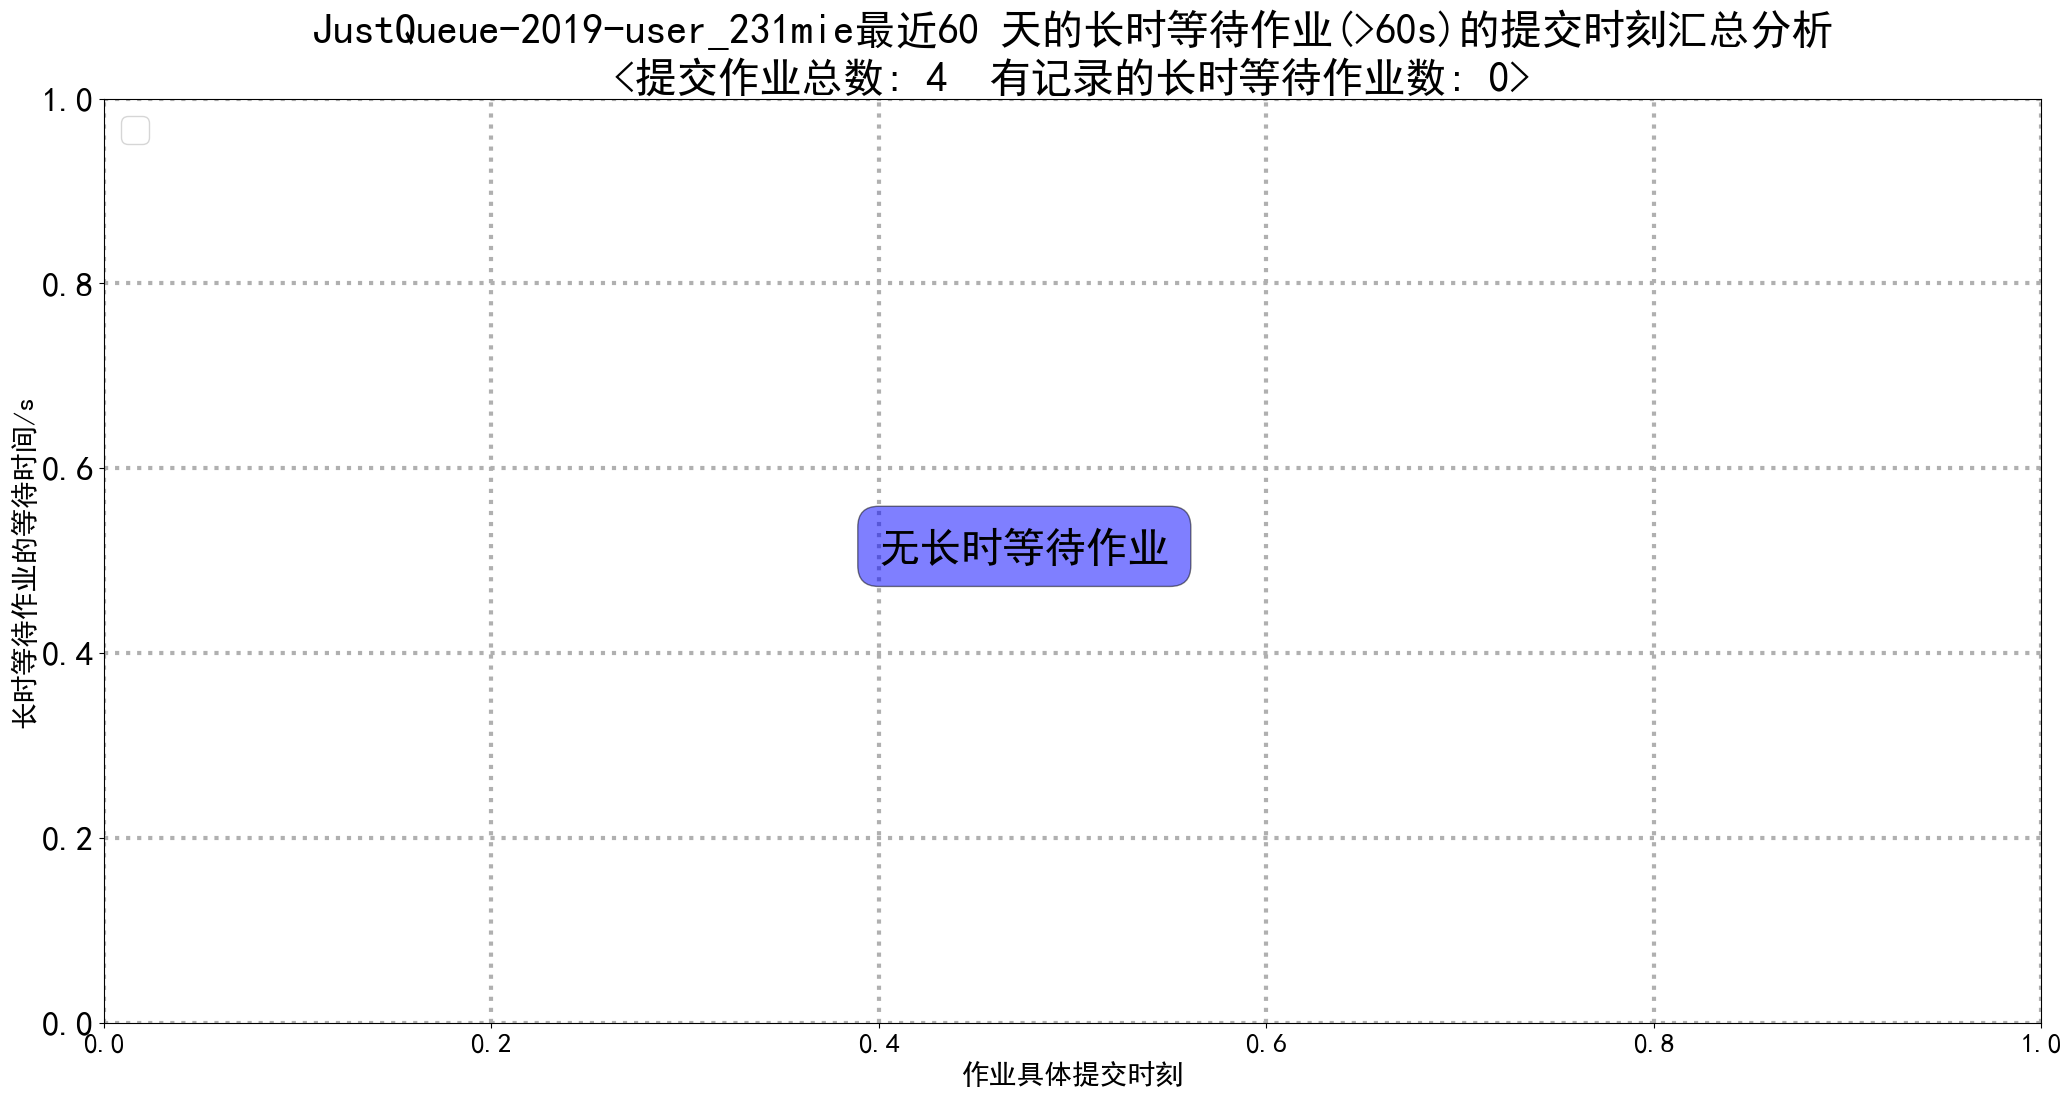 JustQueue-2019-user_231mie最近60 天的长时等待作业(>60s)的提交时刻汇总分析
<提交作业总数: 4  有记录的长时等待作业数: 0>
1.0
0.8
0.6
0.4
0.2
0.0
长时等待作业的等待时间/s
无长时等待作业
0.0 0.2 0.4 0.6 0.8 1.0
作业具体提交时刻